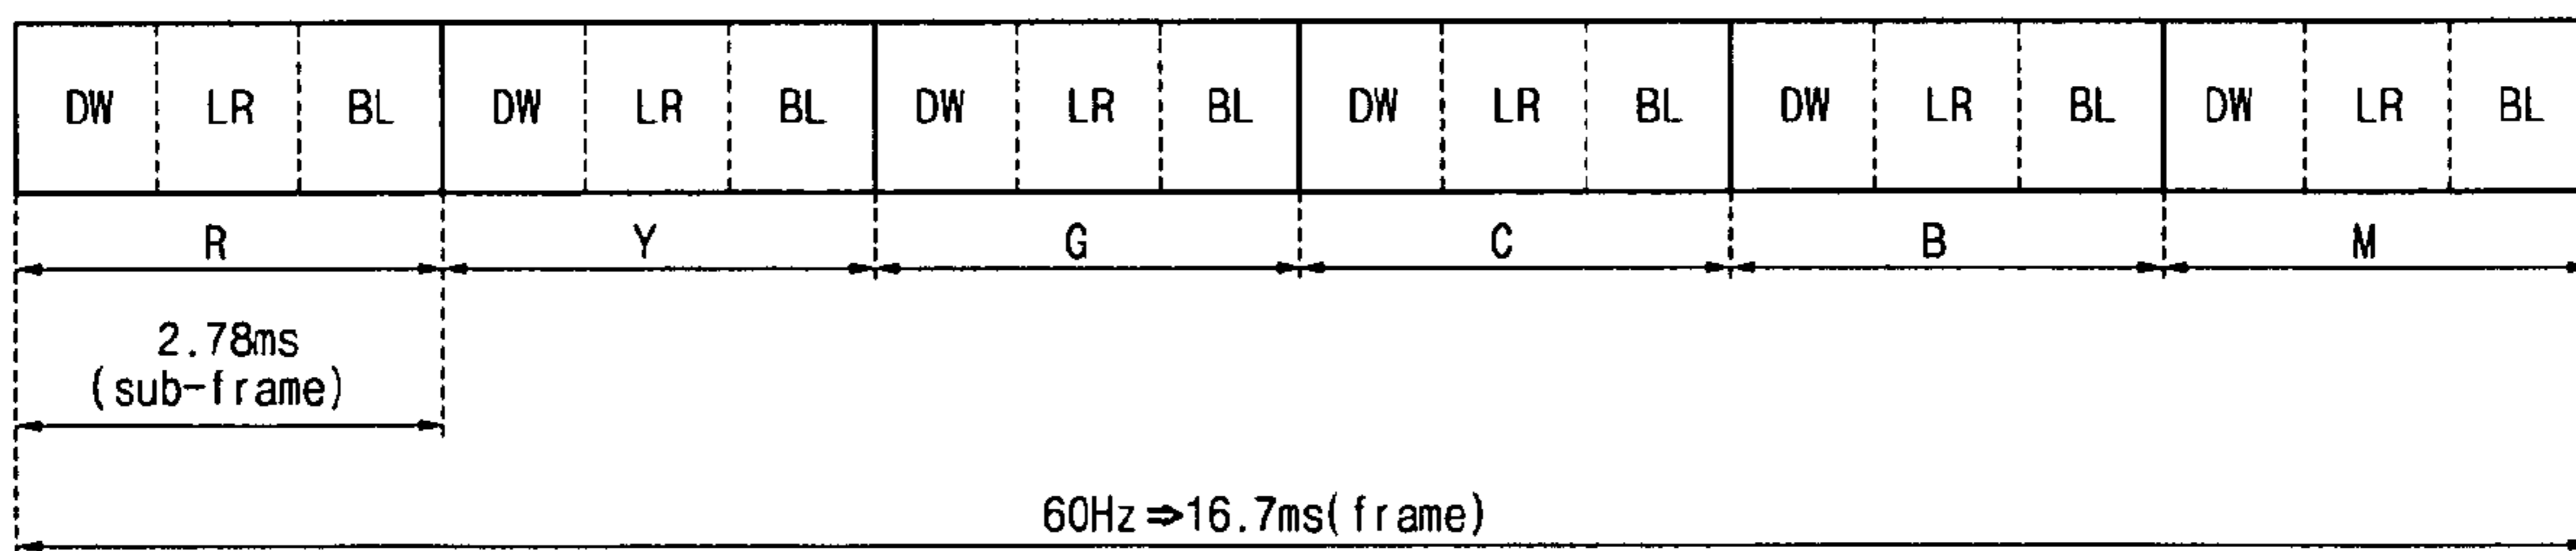 DW LR BL DW LR BL DW LR BL DW LR BL DW LR BL DW LR BL
R Y G C B M
2.78ms
(sub-frame)
60Hz⇒16.7ms(frame)